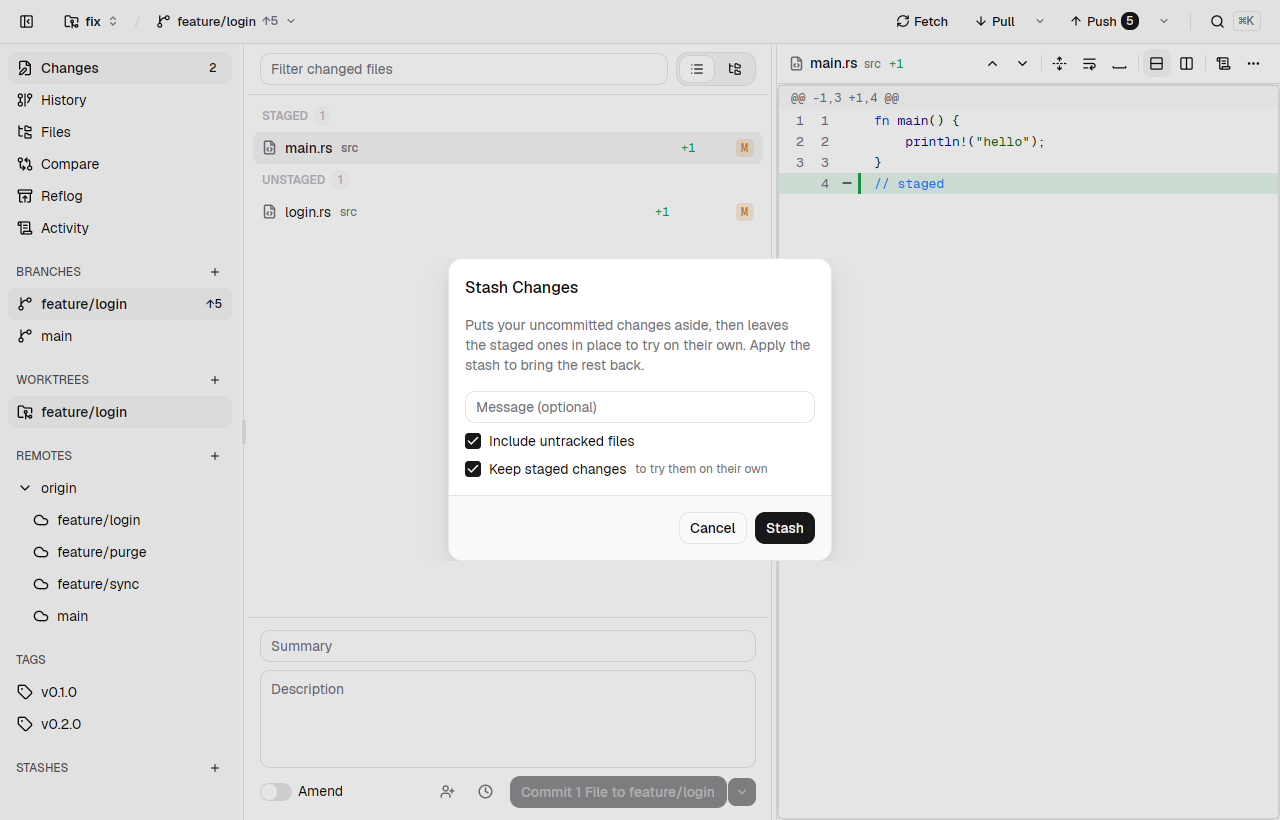 fix / feature/login ↑5 Fetch Pull Push 5 ⌘K
Changes 2
History
Files
Compare
Reflog
Activity
BRANCHES +
feature/login ↑5
main
WORKTREES +
feature/login
REMOTES +
origin
feature/login
feature/purge
feature/sync
main
TAGS
v0.1.0
v0.2.0
STASHES +
Filter changed files
STAGED 1
main.rs src +1 M
UNSTAGED 1
login.rs src +1 M
Summary
Description
Amend
Commit 1 File to feature/login
main.rs src +1
@@ -1,3 +1,4 @@
1 1 fn main() {
2 2 println!("hello");
3 3 }
4 // staged
Stash Changes
Puts your uncommitted changes aside, then leaves
the staged ones in place to try on their own. Apply the
stash to bring the rest back.
Message (optional)
Include untracked files
Keep staged changes to try them on their own
Cancel Stash